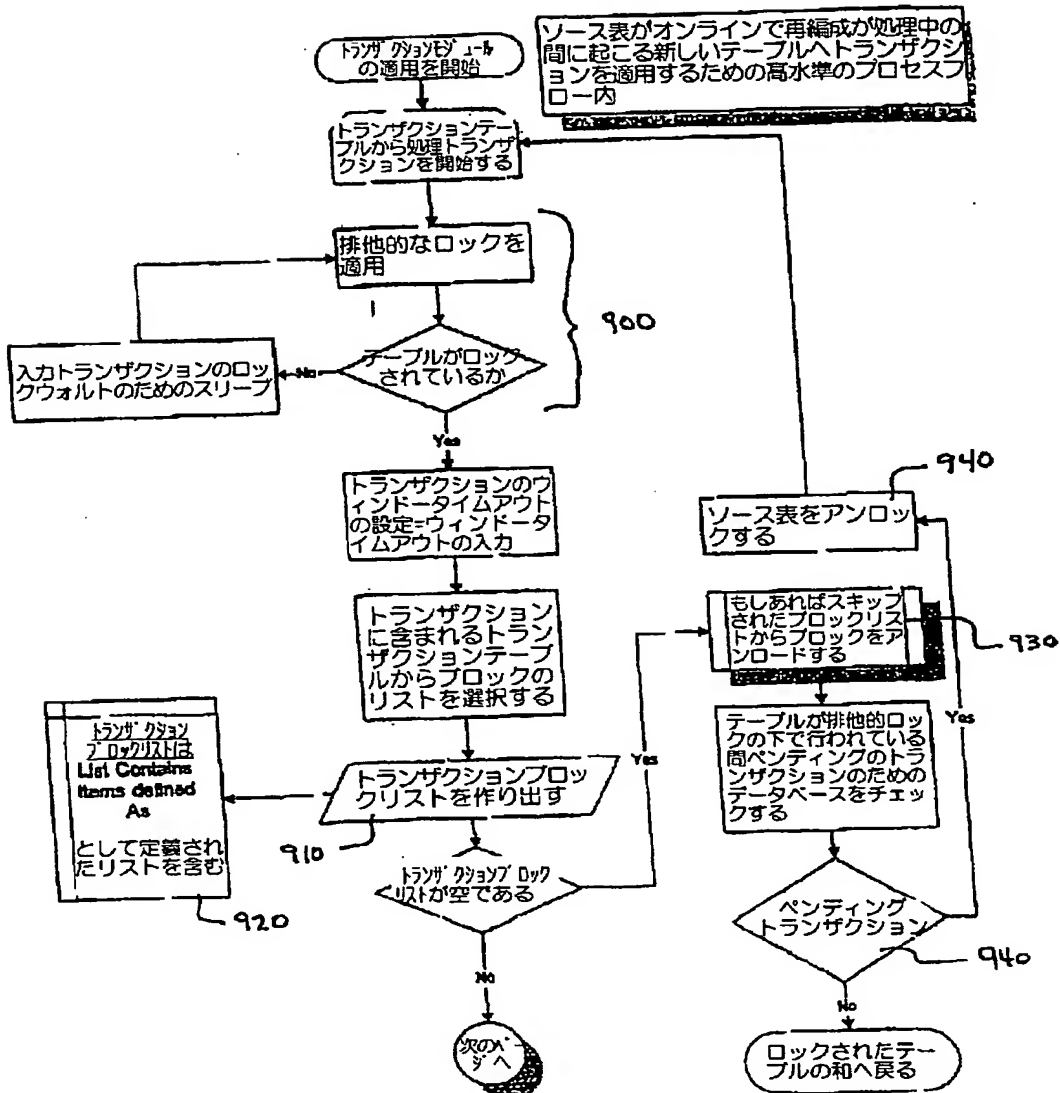 トランザクションモジュール
の適用を開始
ソース表がオンラインで再編成が処理中の
間に起こる新しいテーブルへトランザクシ
ョンを適用するための高水準のプロセスフ
ロー内
トランザクションテー
ブルから処理トランザ
クションを開始する
排他的なロックを
適用
900
テーブルがロック
されているか
No
入力トランザクションのロッ
クウォルトのためのスリープ
Yes
トランザクションのウ
ィンドータイムアウト
の設定=ウィンドータ
イムアウトの入力
940
ソース表をアンロッ
クする
トランザクション
に含まれるトラン
ザクションテーブ
ルからブロックの
リストを選択する
もしあればスキップ
されたブロックリス
トからブロックをア
ンロードする
930
トランザクション
ブロックリストは
List Contains
Items defined
As
として定義され
たリストを含む
920
トランザクションブロッ
クリストを作り出す
910
Yes
テーブルが排他的ロッ
クの下で行われている
間ペンディングのトラ
ンザクションのための
データベースをチェッ
クする
Yes
トランザクションブロック
リストが空である
ペンディング
トランザクション
940
No
次のペー
ジへ
No
ロックされたテー
ブルの和へ戻る